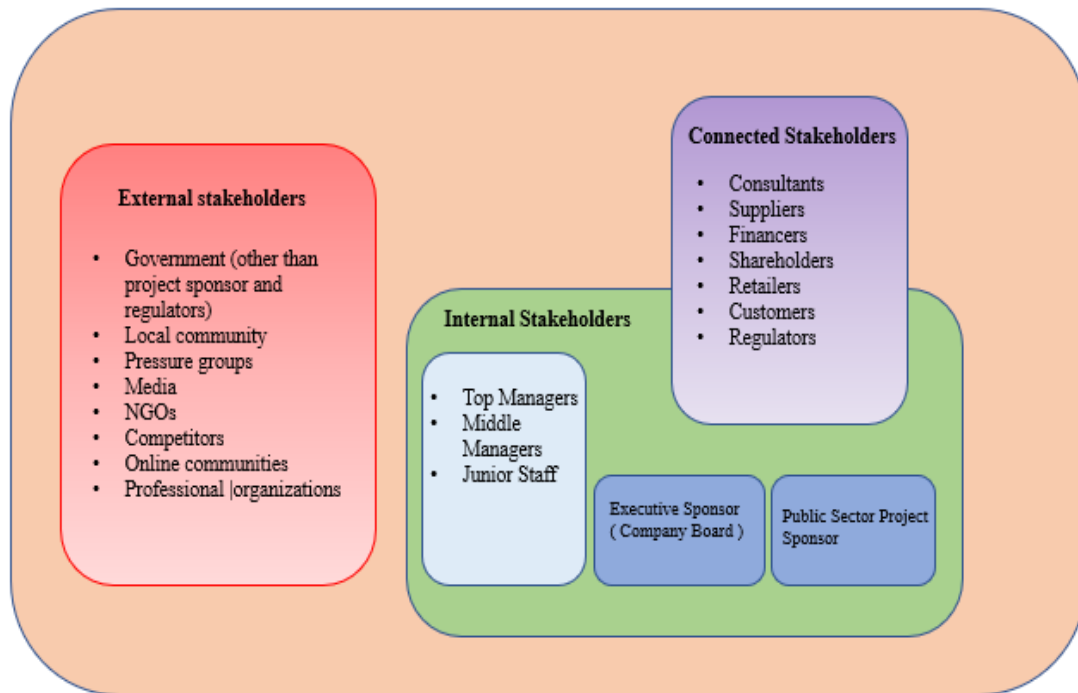 External stakeholders
• Government (other than
project sponsor and
regulators)
• Local community
• Pressure groups
• Media
• NGOs
• Competitors
• Online communities
• Professional |organizations
Connected Stakeholders
• Consultants
• Suppliers
• Financers
• Shareholders
• Retailers
• Customers
• Regulators
Internal Stakeholders
• Top Managers
• Middle
Managers
• Junior Staff
Executive Sponsor
( Company Board )
Public Sector Project
Sponsor